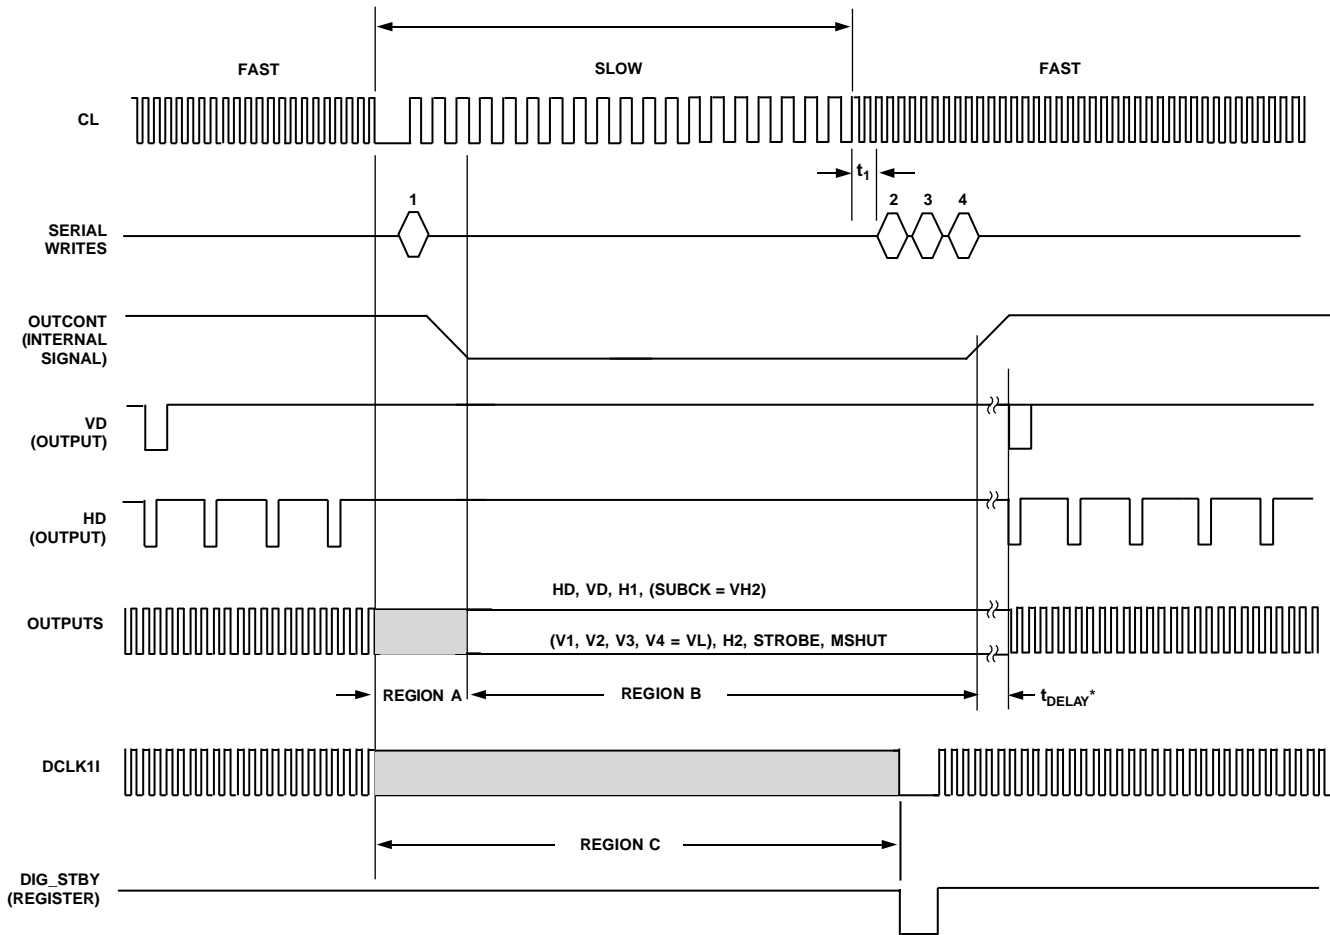 FAST
SLOW
FAST
CL
t1
1
2
3
4
SERIAL
WRITES
OUTCONT
(INTERNAL
SIGNAL)
VD
(OUTPUT)
HD
(OUTPUT)
HD, VD, H1, (SUBCK = VH2)
OUTPUTS
(V1, V2, V3, V4 = VL), H2, STROBE, MSHUT
REGION A
REGION B
tDELAY*
DCLK1I
REGION C
DIG_STBY
(REGISTER)